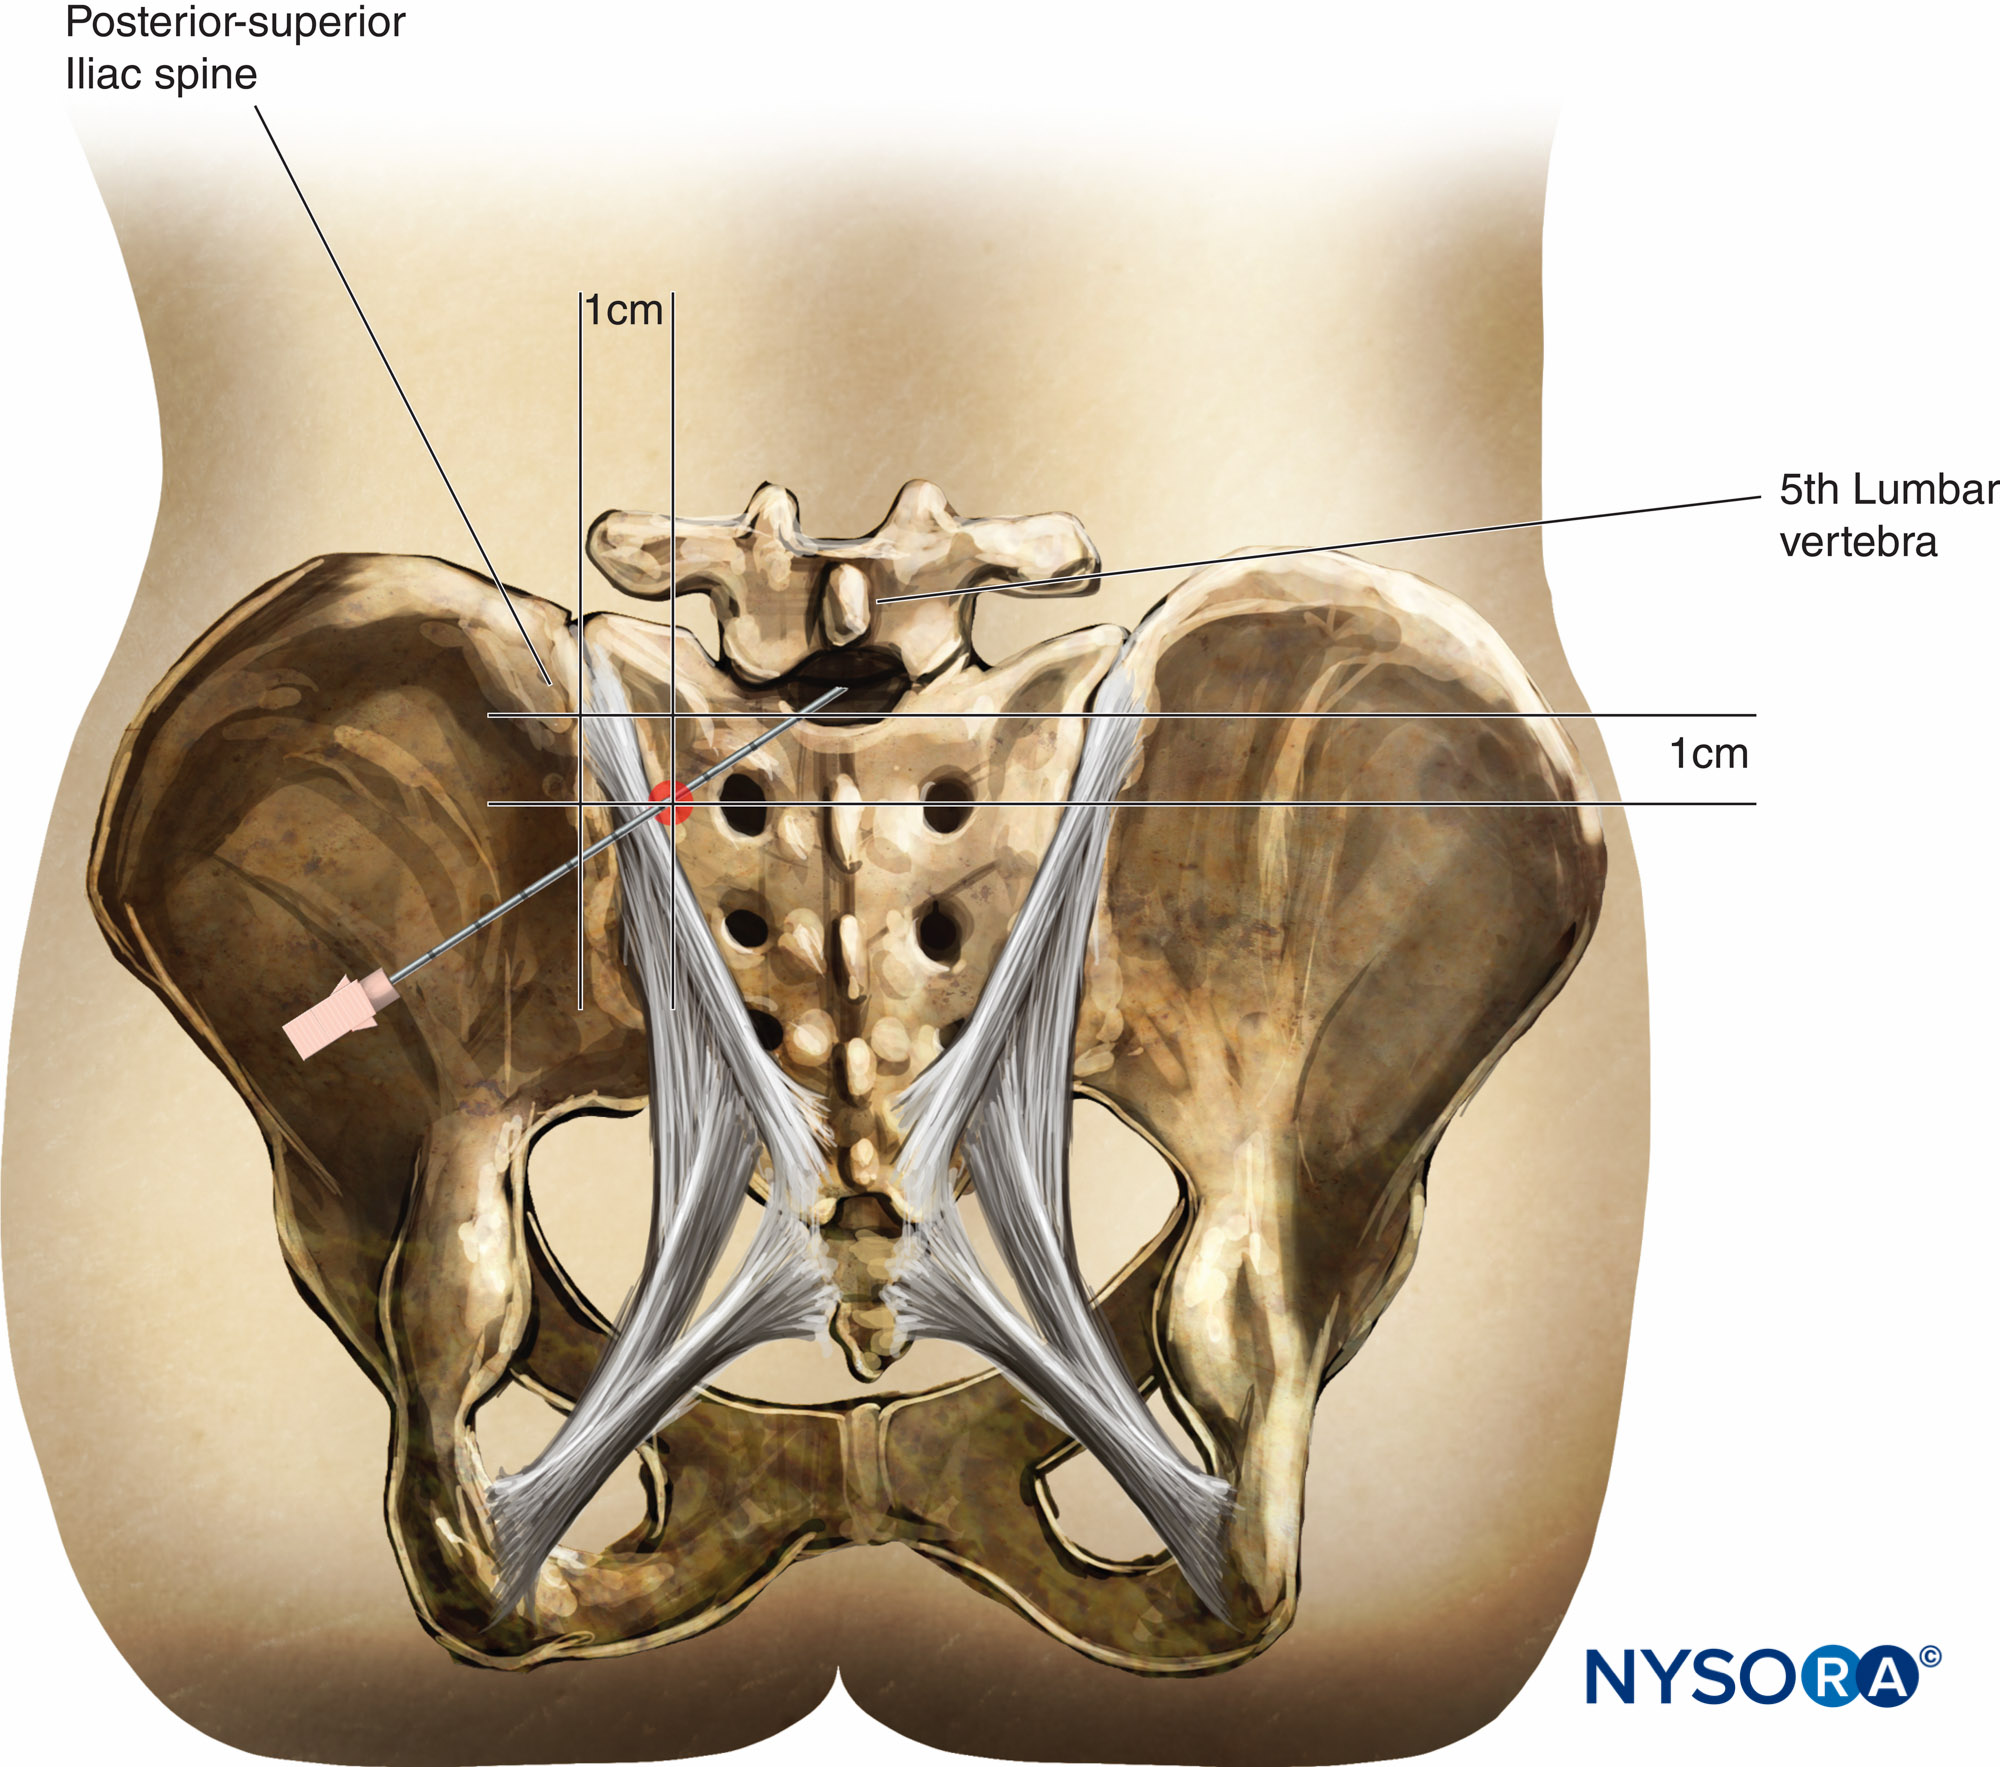 Posterior-superior
Iliac spine
1cm
5th Lumbar
vertebra
1cm
NYSORA©